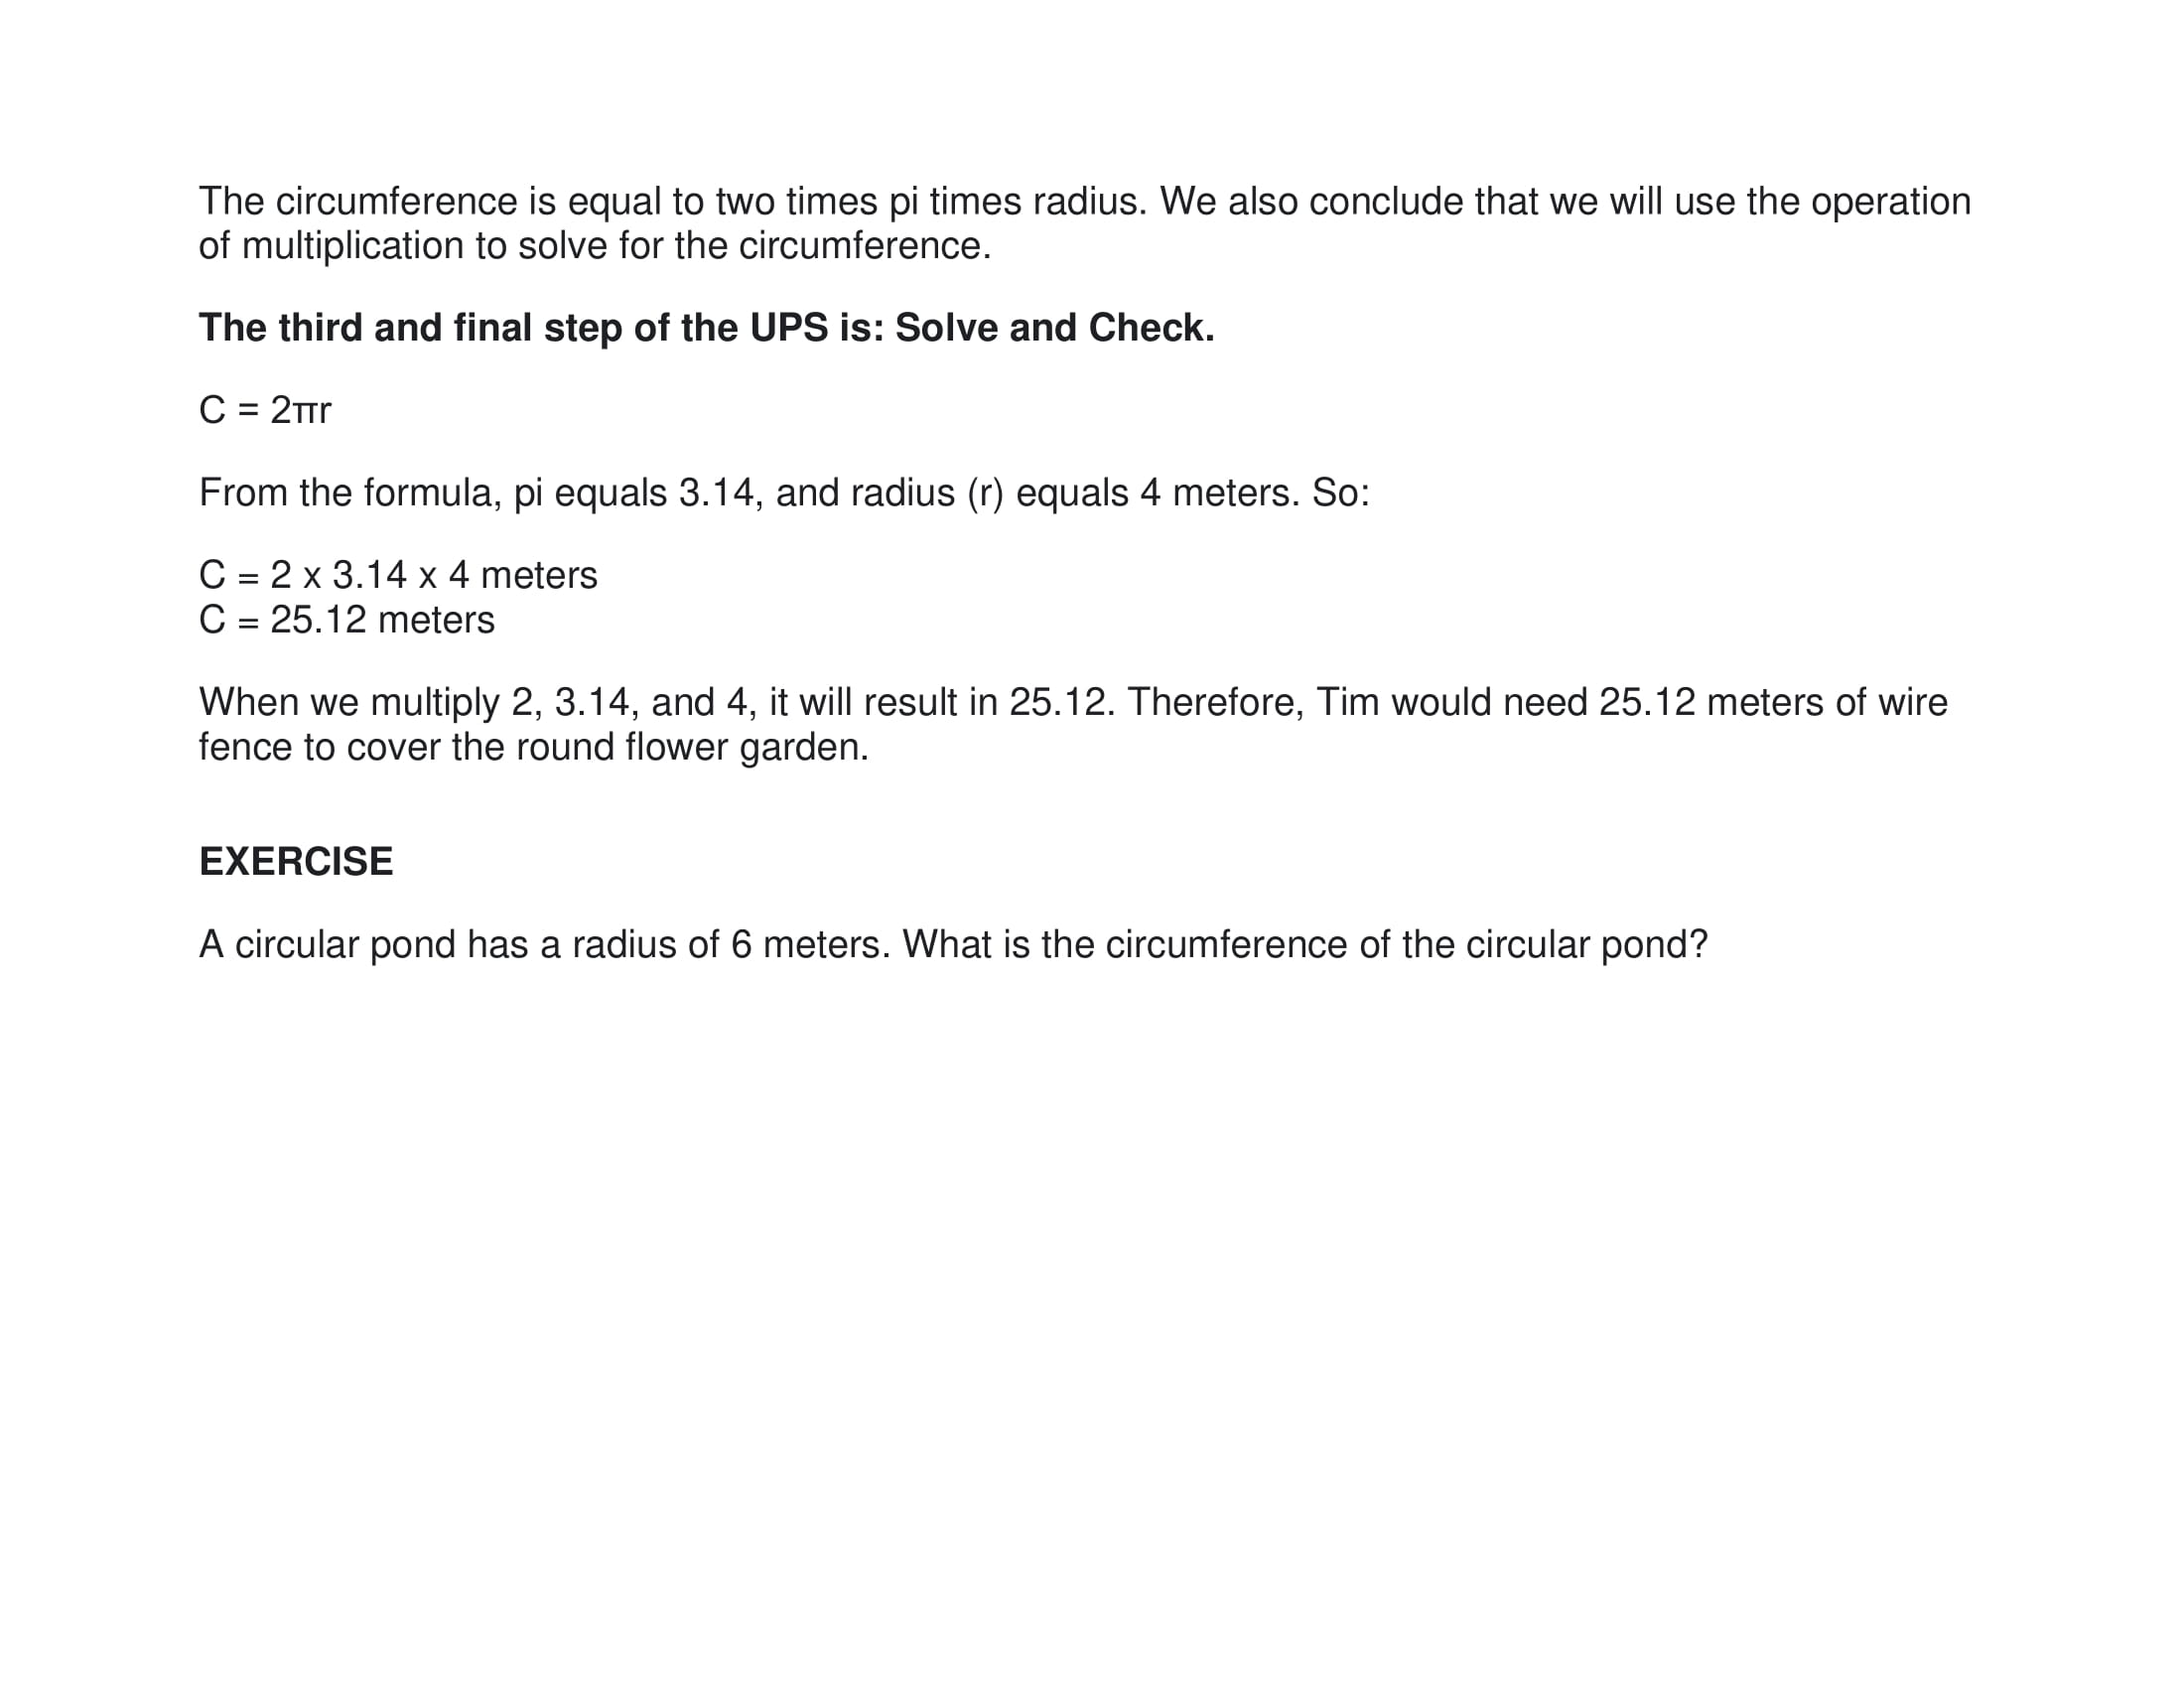 The circumference is equal to two times pi times radius. We also conclude that we will use the operation
of multiplication to solve for the circumference.
The third and final step of the UPS is: Solve and Check.
C = 2πr
From the formula, pi equals 3.14, and radius (r) equals 4 meters. So:
C = 2 x 3.14 x 4 meters
C = 25.12 meters
When we multiply 2, 3.14, and 4, it will result in 25.12. Therefore, Tim would need 25.12 meters of wire
fence to cover the round flower garden.
EXERCISE
A circular pond has a radius of 6 meters. What is the circumference of the circular pond?